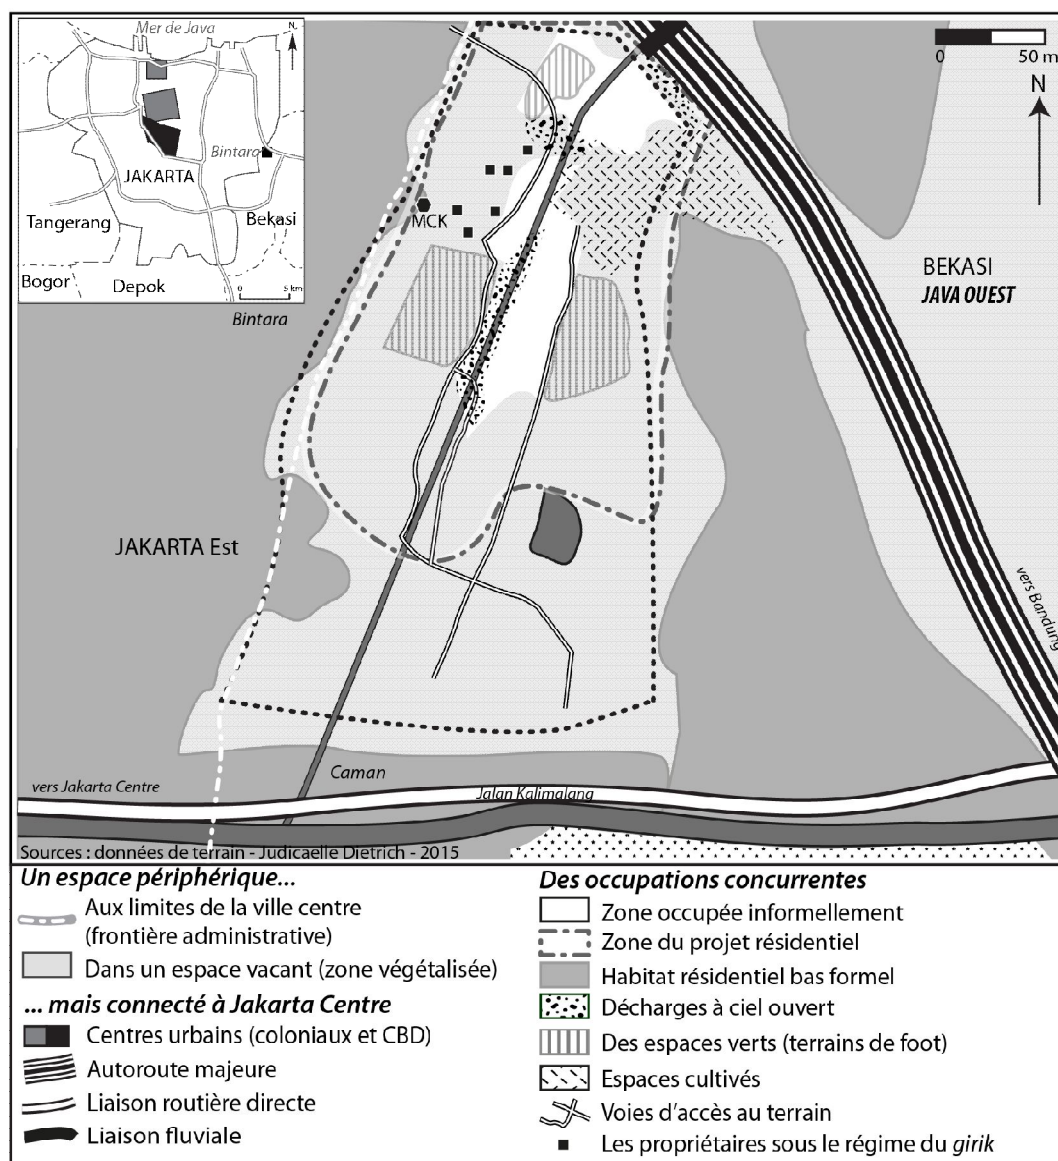 Mer de Java
N
Bintara
JAKARTA
Tangerang
Bekasi
Bogor
Depok
0 5 km
Bintara
0 50 m
N
MCK
BEKASI
JAVA OUEST
JAKARTA Est
vers Bandung
Caman
vers Jakarta Centre
Jalan Kalimalang
Sources : données de terrain - Judicaelle Dietrich - 2015
Un espace périphérique...
Aux limites de la ville centre
(frontière administrative)
Dans un espace vacant (zone végétalisée)
... mais connecté à Jakarta Centre
Centres urbains (coloniaux et CBD)
Autoroute majeure
Liaison routière directe
Liaison fluviale
Des occupations concurrentes
Zone occupée informellement
Zone du projet résidentiel
Habitat résidentiel bas formel
Décharges à ciel ouvert
Des espaces verts (terrains de foot)
Espaces cultivés
Voies d'accès au terrain
Les propriétaires sous le régime du girik